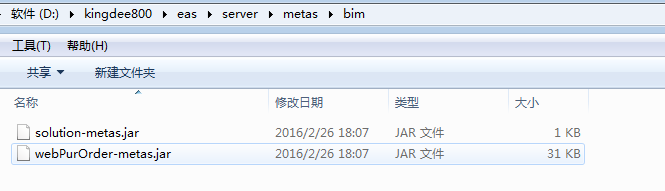 软件 (D:) ▸ kingdee800 ▸ eas ▸ server ▸ metas ▸ bim
工具(T) 帮助(H)
共享 ▼ 新建文件夹
名称 修改日期 类型 大小
solution-metas.jar 2016/2/26 18:07 JAR 文件 1 KB
webPurOrder-metas.jar 2016/2/26 18:07 JAR 文件 31 KB